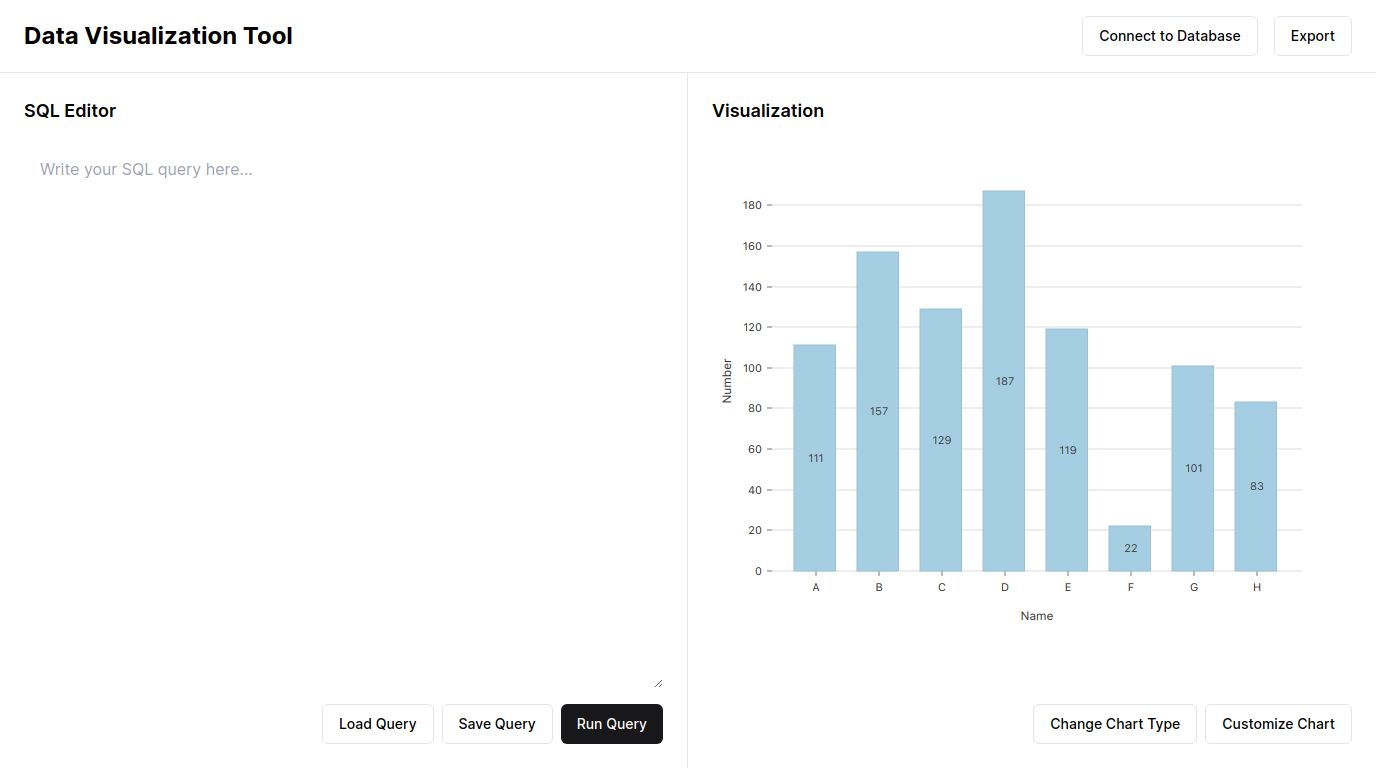 Data Visualization Tool
Connect to Database
Export
SQL Editor
Write your SQL query here...
Load Query
Save Query
Run Query
Visualization
180
160
140
120
100
80
60
40
20
0
Number
111
157
129
187
119
22
101
83
A B C D E F G H
Name
Change Chart Type
Customize Chart